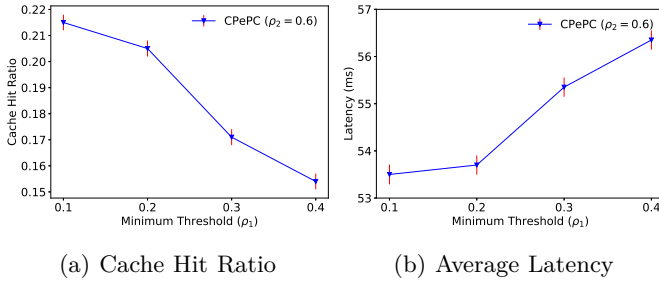 0.22
0.21
0.20
0.19
0.18
0.17
0.16
0.15
Cache Hit Ratio
CPePC (ρ₂ = 0.6)
0.1 0.2 0.3 0.4
Minimum Threshold (ρ₁)
(a) Cache Hit Ratio
57
56
55
54
53
Latency (ms)
CPePC (ρ₂ = 0.6)
0.1 0.2 0.3 0.4
Minimum Threshold (ρ₁)
(b) Average Latency